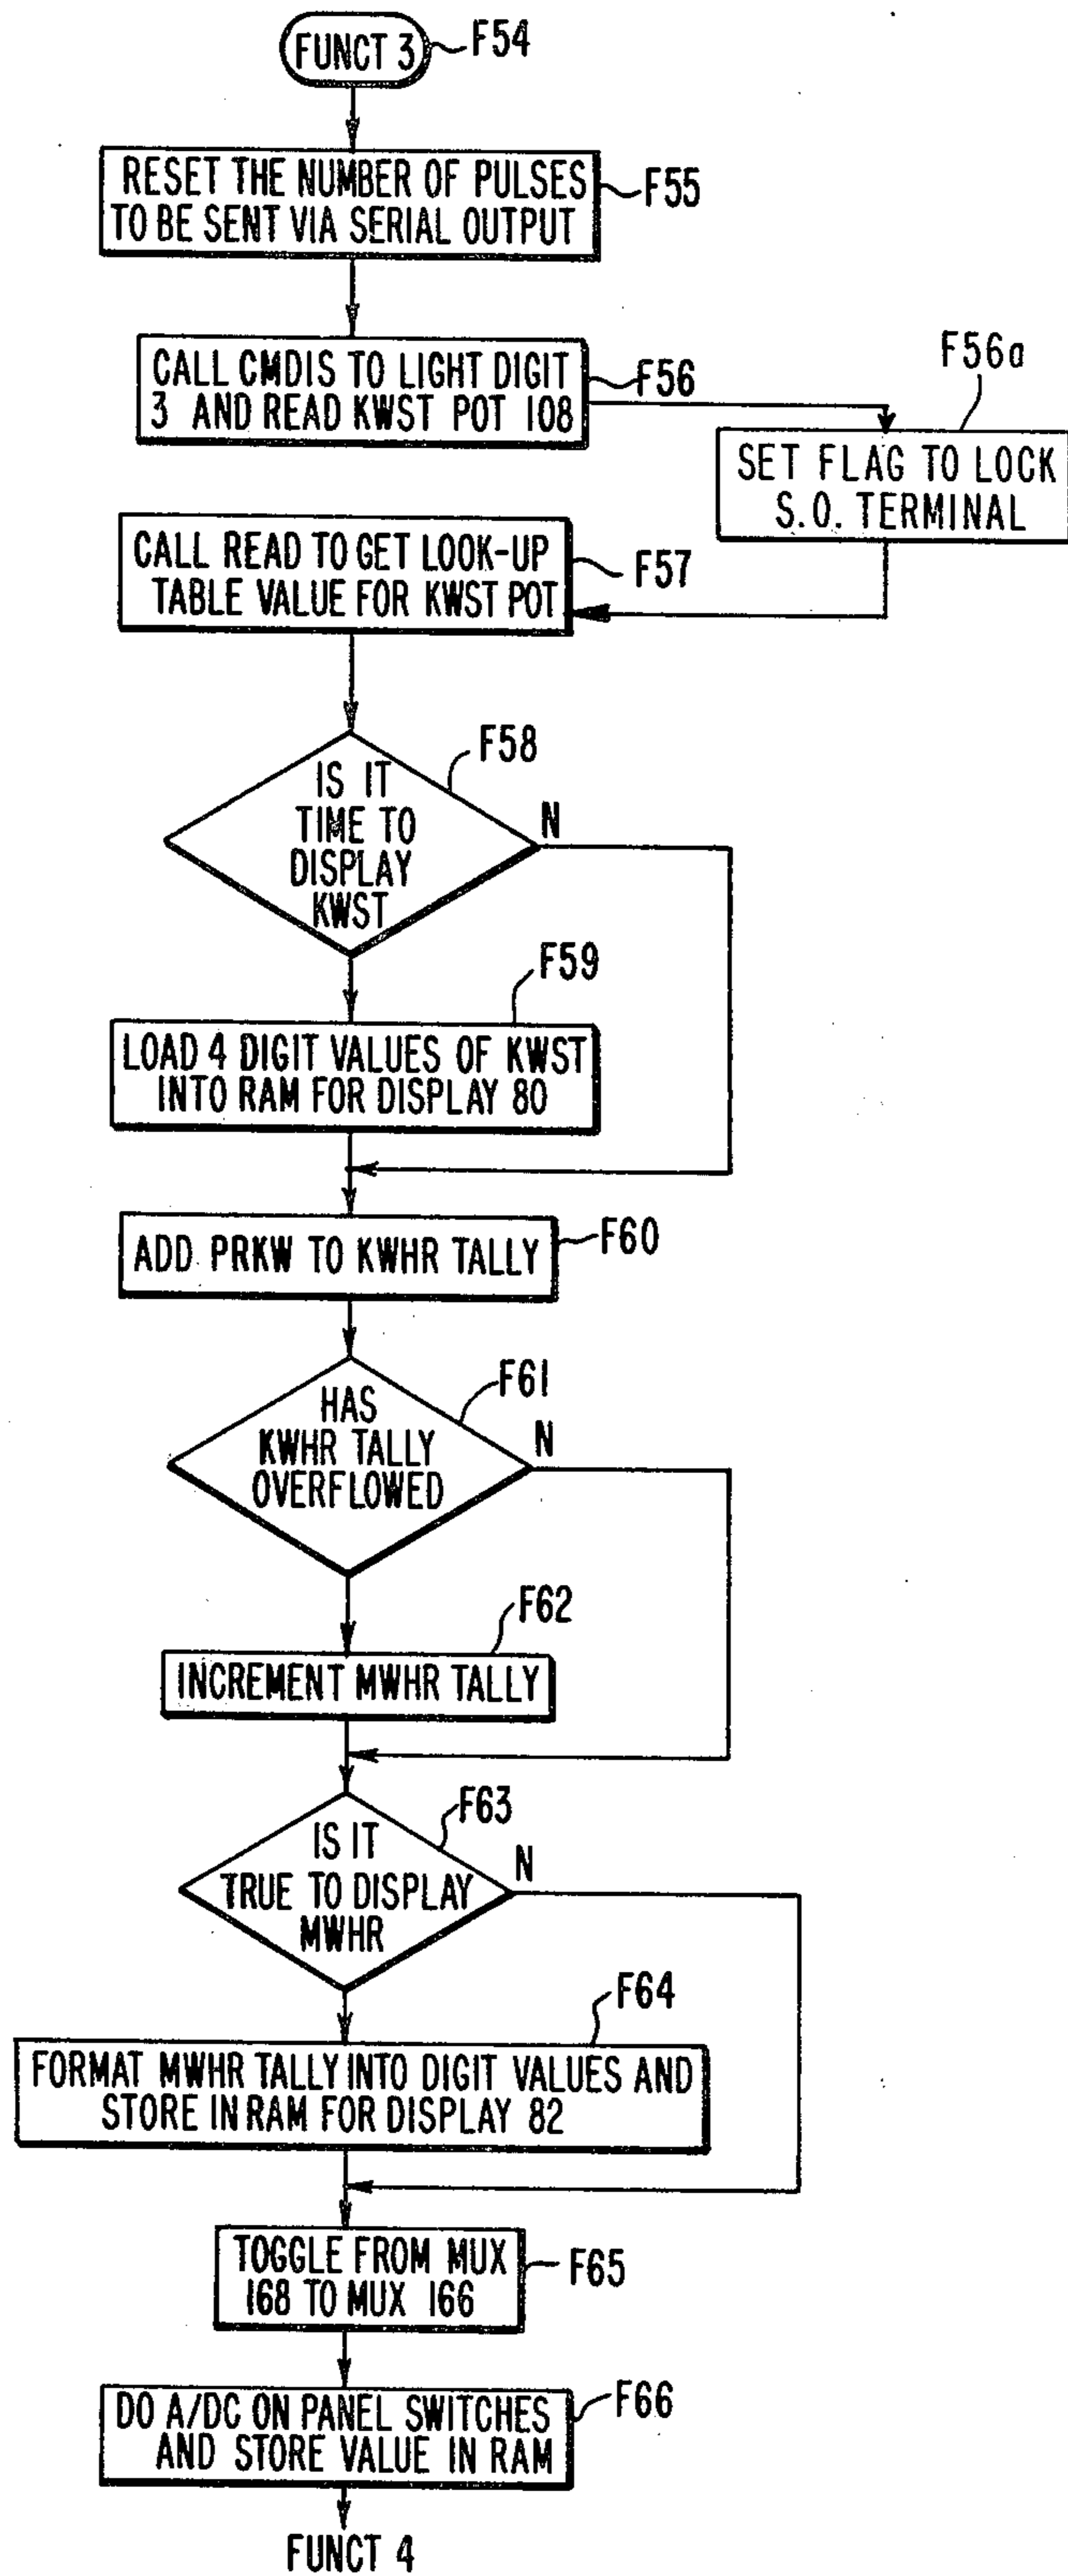 FUNCT 3
F54
RESET THE NUMBER OF PULSES
TO BE SENT VIA SERIAL OUTPUT
F55
CALL CMDIS TO LIGHT DIGIT
3 AND READ KWST POT 108
F56
F56a
SET FLAG TO LOCK
S.O. TERMINAL
CALL READ TO GET LOOK-UP
TABLE VALUE FOR KWST POT
F57
IS IT
TIME TO
DISPLAY
KWST
F58
N
F59
LOAD 4 DIGIT VALUES OF KWST
INTO RAM FOR DISPLAY 80
ADD PRKW TO KWHR TALLY
F60
HAS
KWHR TALLY
OVERFLOWED
F61
N
F62
INCREMENT MWHR TALLY
IS IT
TRUE TO DISPLAY
MWHR
F63
N
F64
FORMAT MWHR TALLY INTO DIGIT VALUES AND
STORE IN RAM FOR DISPLAY 82
TOGGLE FROM MUX
168 TO MUX 166
F65
DO A/DC ON PANEL SWITCHES
AND STORE VALUE IN RAM
F66
FUNCT 4